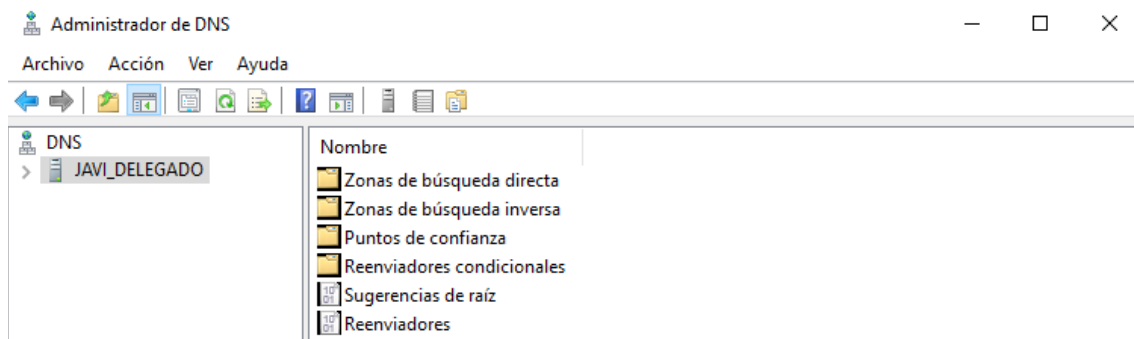 Administrador de DNS
Archivo Acción Ver Ayuda
DNS
JAVI_DELEGADO
Nombre
Zonas de búsqueda directa
Zonas de búsqueda inversa
Puntos de confianza
Reenviadores condicionales
Sugerencias de raíz
Reenviadores